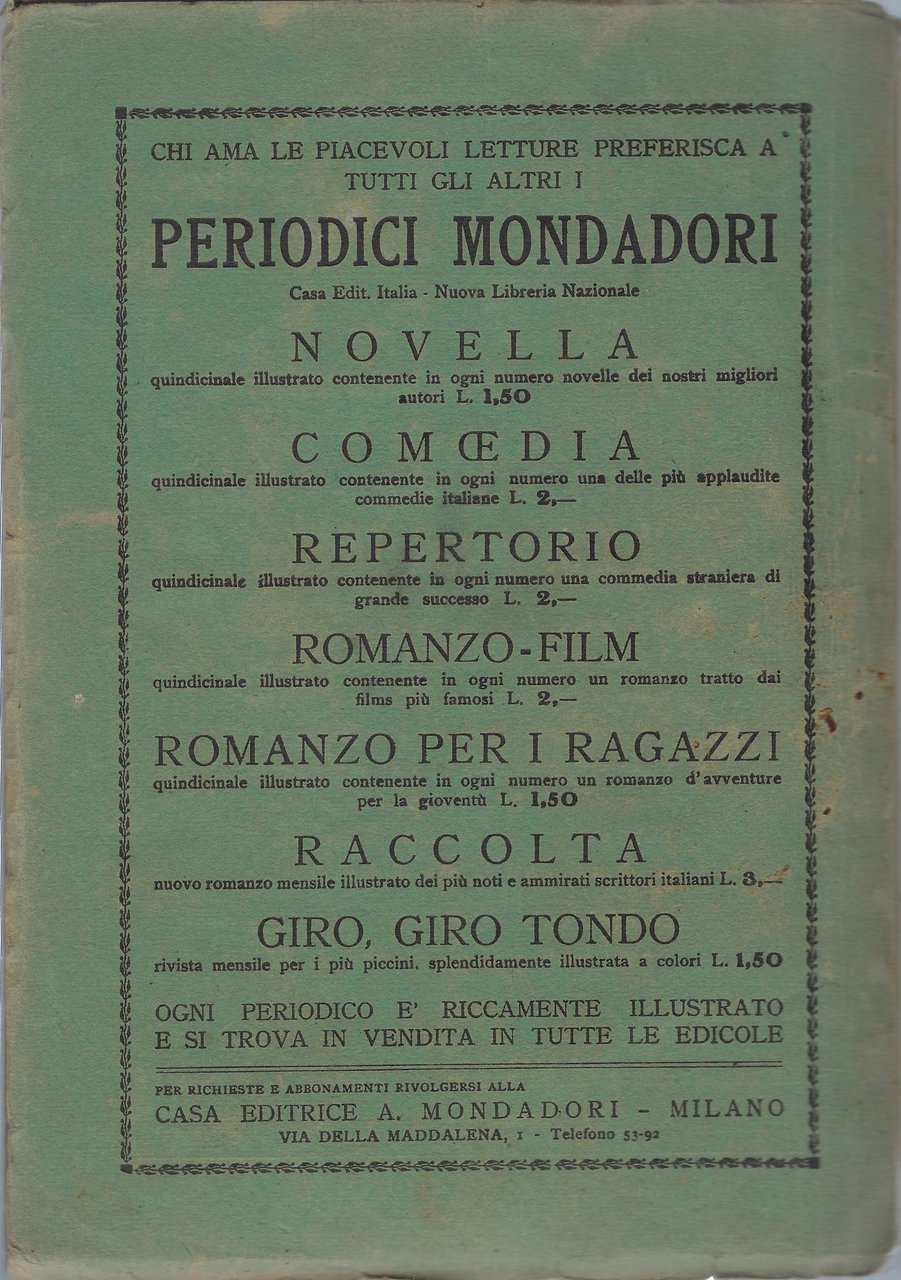 CHI AMA LE PIACEVOLI LETTURE PREFERISCA A
TUTTI GLI ALTRI I
PERIODICI MONDADORI
Casa Edit. Italia - Nuova Libreria Nazionale
NOVELLA
quindicinale illustrato contenente in ogni numero novelle dei nostri migliori
autori L. 1,50
COMŒDIA
quindicinale illustrato contenente in ogni numero una delle più applaudite
commedie italiane L. 2,—
REPERTORIO
quindicinale illustrato contenente in ogni numero una commedia straniera di
grande successo L. 2,—
ROMANZO-FILM
quindicinale illustrato contenente in ogni numero un romanzo tratto dai
films più famosi L. 2,—
ROMANZO PER I RAGAZZI
quindicinale illustrato contenente in ogni numero un romanzo d'avventure
per la gioventù L. 1,50
RACCOLTA
nuovo romanzo mensile illustrato dei più noti e ammirati scrittori italiani L. 3,—
GIRO, GIRO TONDO
rivista mensile per i più piccini, splendidamente illustrata a colori L. 1,50
OGNI PERIODICO E' RICCAMENTE ILLUSTRATO
E SI TROVA IN VENDITA IN TUTTE LE EDICOLE
PER RICHIESTE E ABBONAMENTI RIVOLGERSI ALLA
CASA EDITRICE A. MONDADORI - MILANO
VIA DELLA MADDALENA, 1 - Telefono 53-92